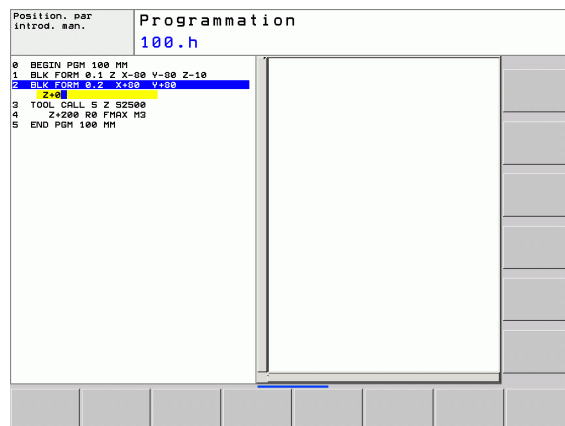 Position. par
introd. man.
Programmation
100.h
0 BEGIN PGM 100 MM
1 BLK FORM 0.1 Z X-80 Y-80 Z-10
2 BLK FORM 0.2 X+80 Y+80
Z+0
3 TOOL CALL 5 Z S2500
4 Z+200 R0 FMAX M3
5 END PGM 100 MM